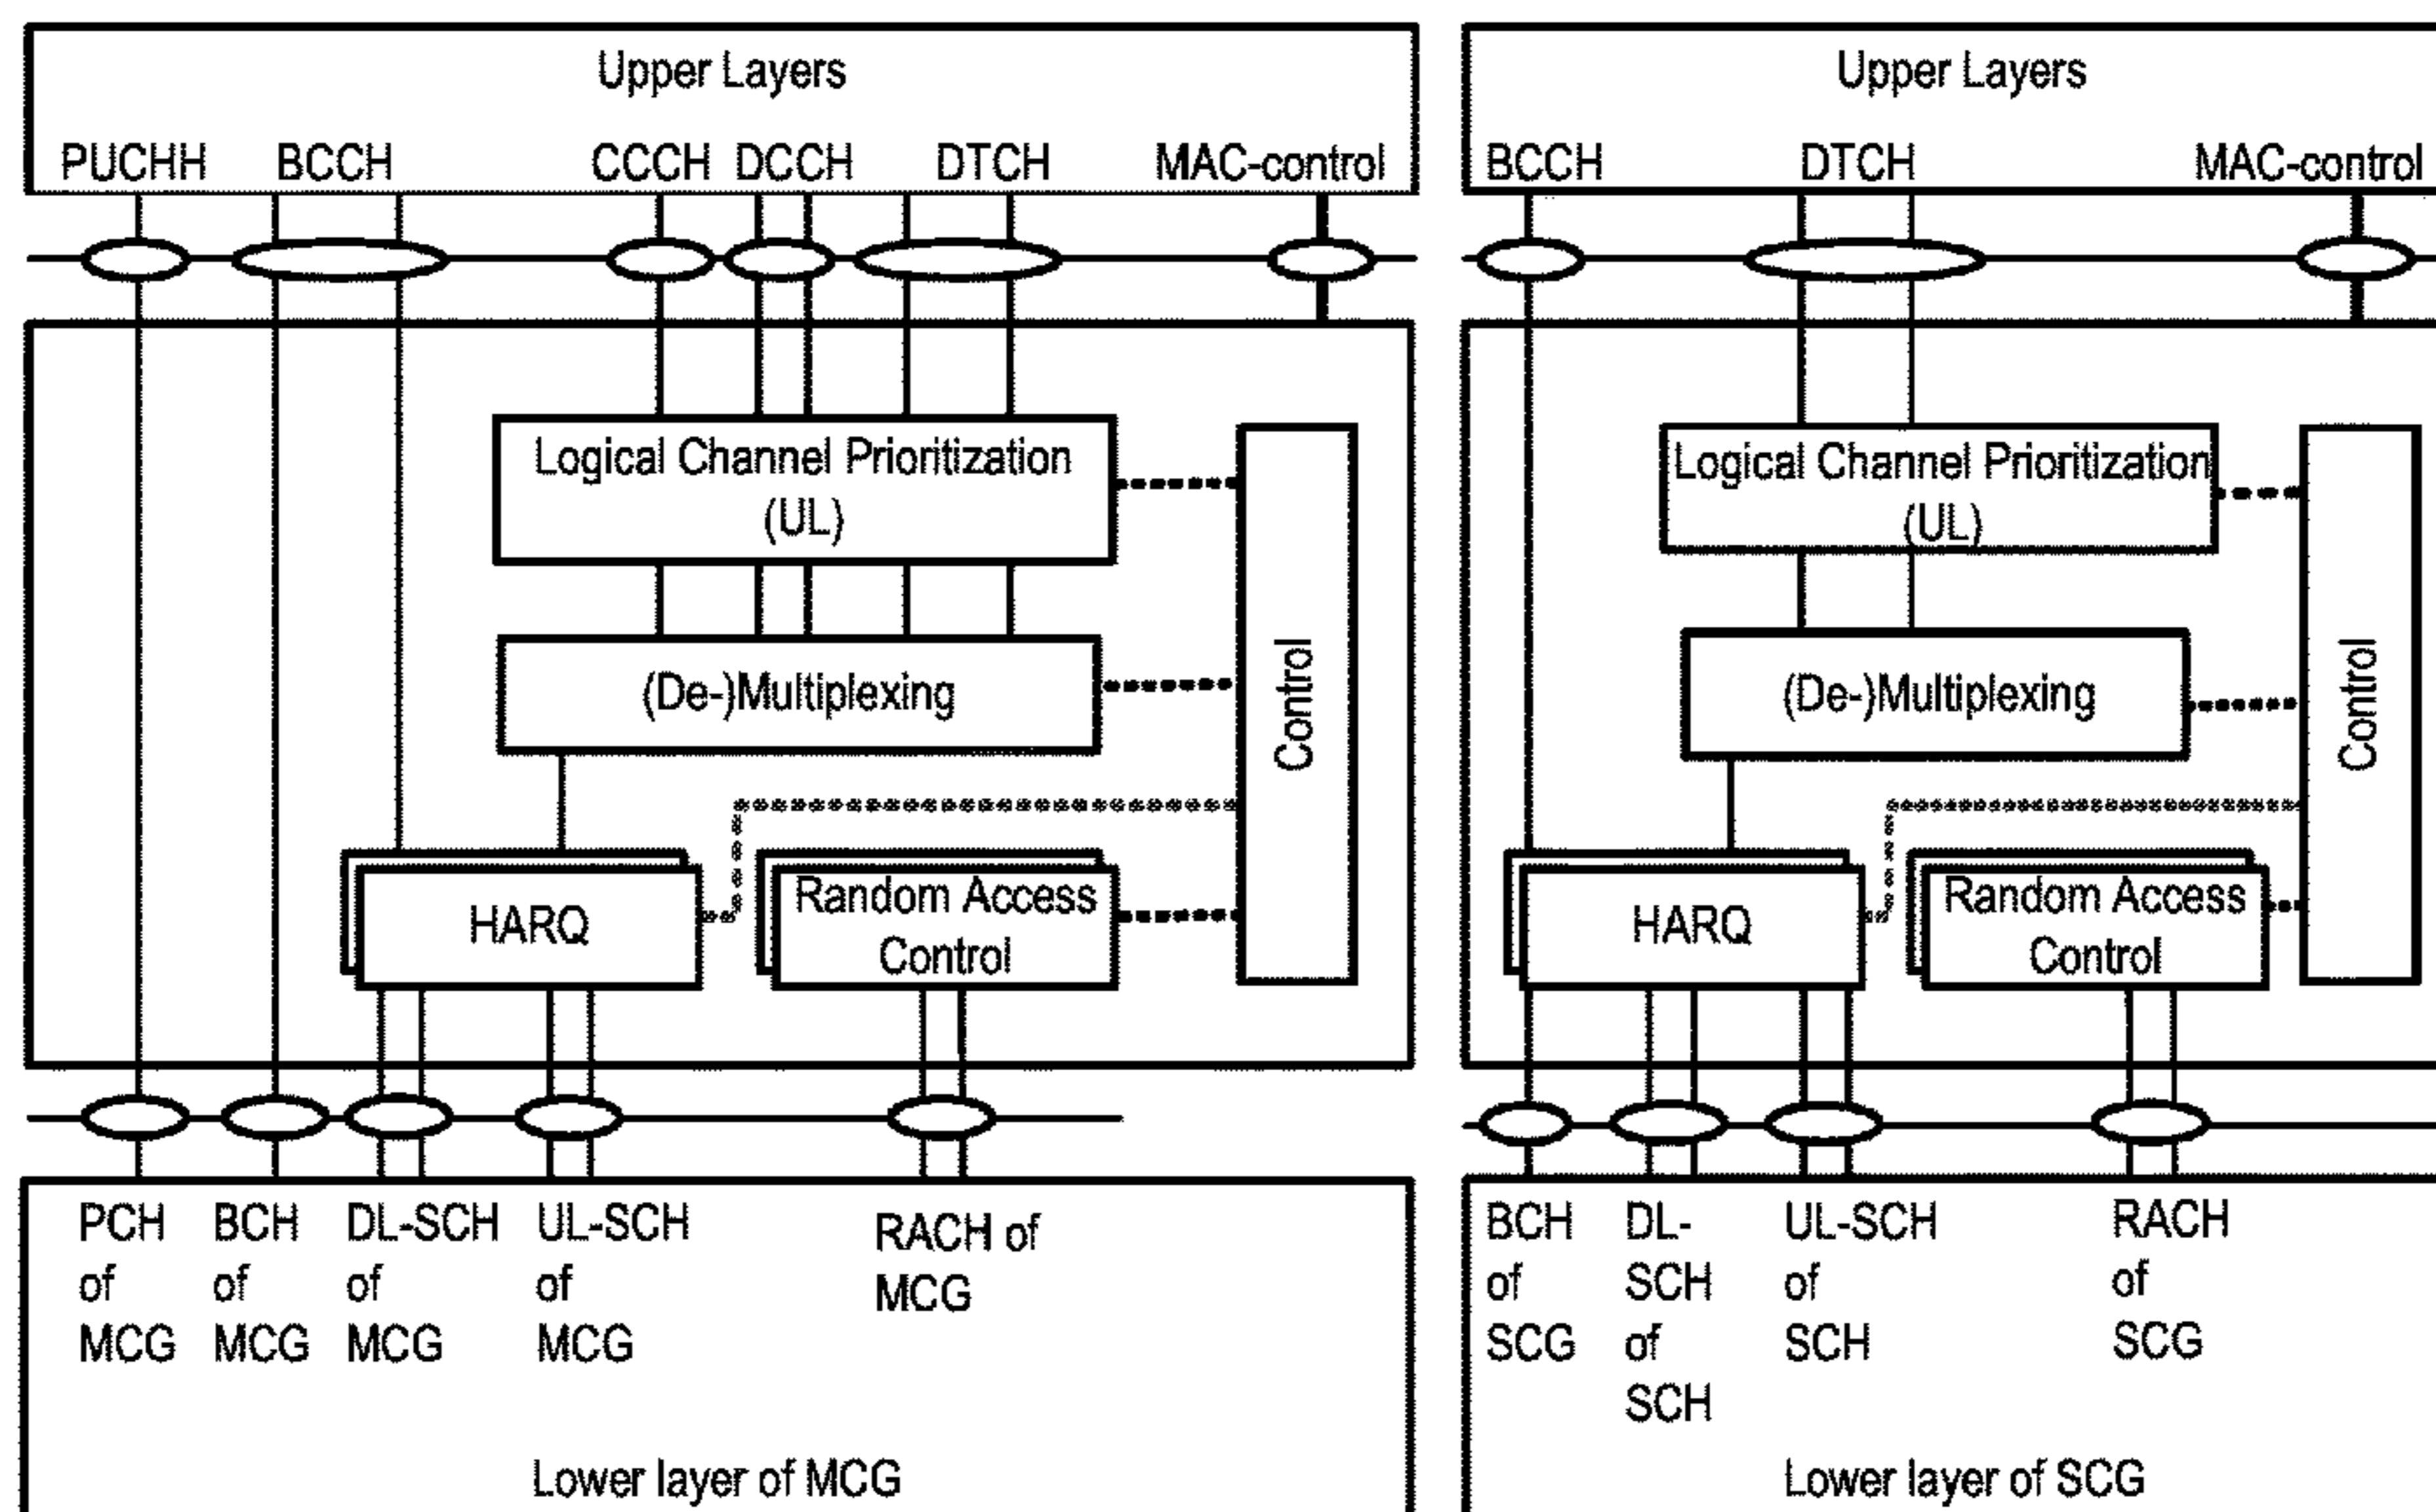 Upper Layers
PUCHH BCCH CCCH DCCH DTCH MAC-control
Logical Channel Prioritization
(UL)
(De-)Multiplexing
Control
HARQ
Random Access
Control
PCH
of
MCG
BCH
of
MCG
DL-SCH
of
MCG
UL-SCH
of
MCG
RACH of
MCG
Lower layer of MCG
Upper Layers
BCCH DTCH MAC-control
Logical Channel Prioritization
(UL)
(De-)Multiplexing
Control
HARQ
Random Access
Control
BCH
of
SCG
DL-
SCH
of
SCH
UL-SCH
of
SCH
RACH
of
SCG
Lower layer of SCG